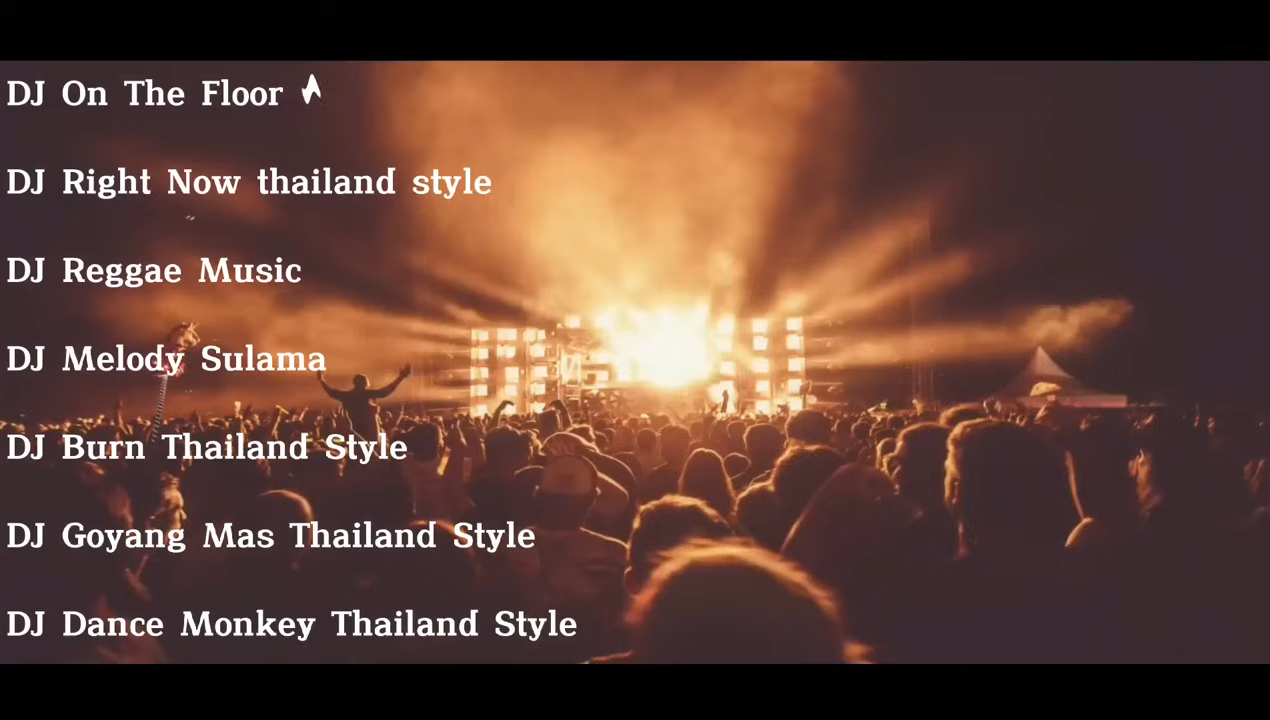 DJ On The Floor
DJ Right Now thailand style
DJ Reggae Music
DJ Melody Sulama
DJ Burn Thailand Style
DJ Goyang Mas Thailand Style
DJ Dance Monkey Thailand Style